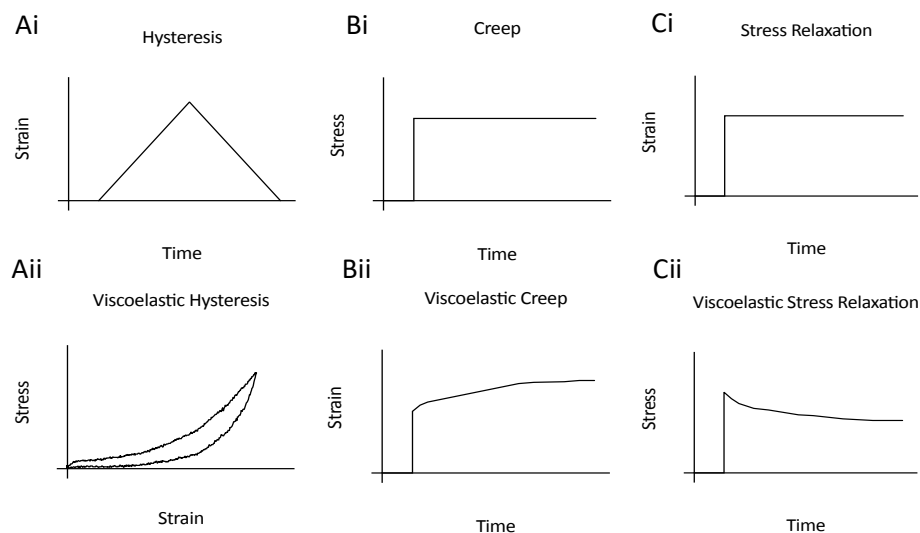 Ai
Hysteresis
Strain
Time
Bi
Creep
Stress
Time
Ci
Stress Relaxation
Strain
Time
Aii
Viscoelastic Hysteresis
Stress
Strain
Bii
Viscoelastic Creep
Strain
Time
Cii
Viscoelastic Stress Relaxation
Stress
Time